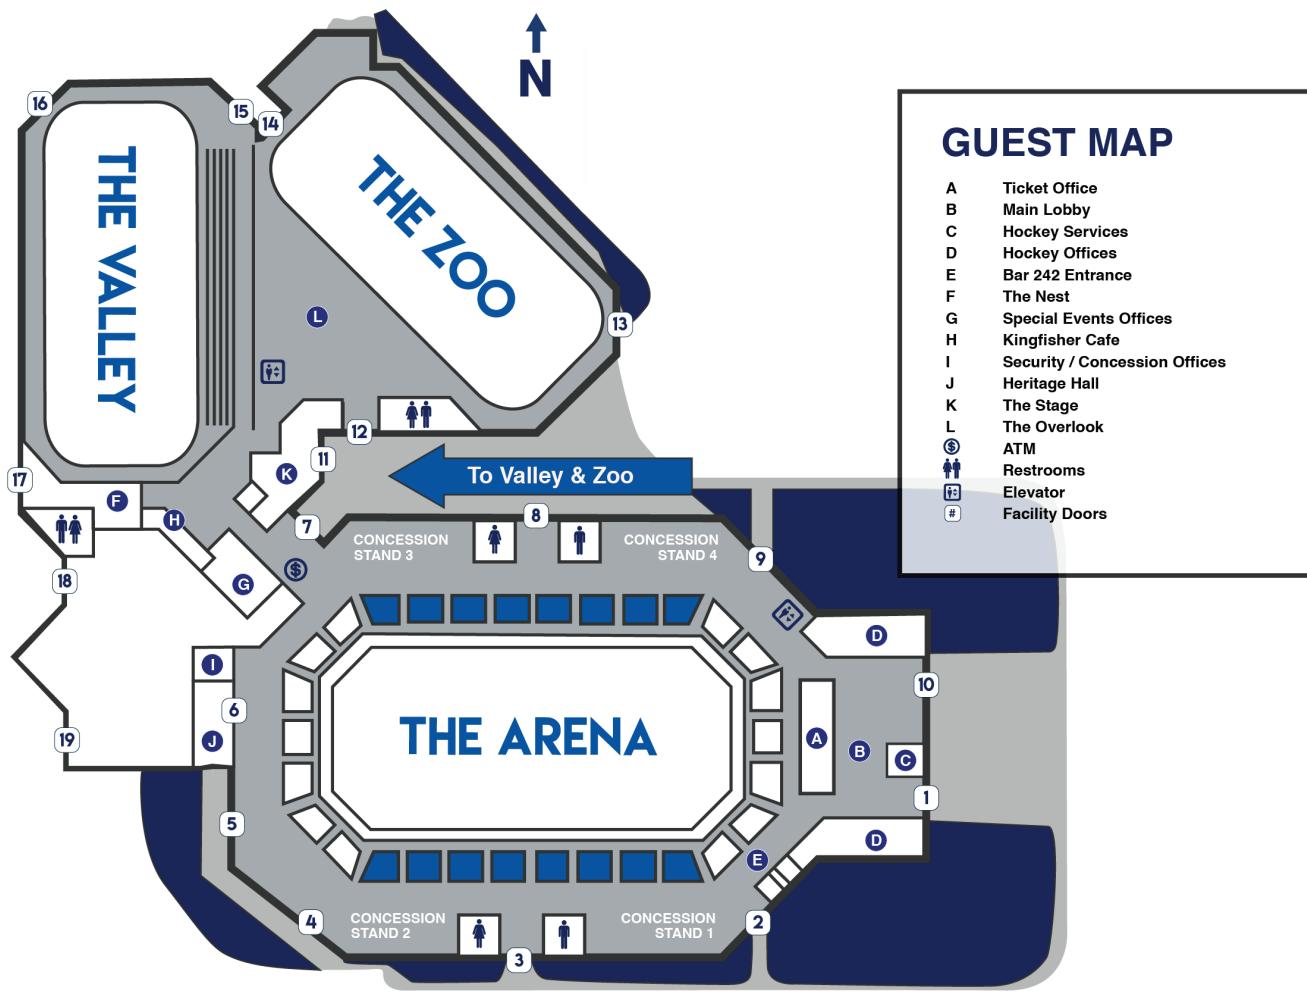 N
16
15
14
THE VALLEY
THE ZOO
L
13
12
11
K
17
F
H
7
To Valley & Zoo
8
CONCESSION
STAND 3
CONCESSION
STAND 4
9
18
$
G
D
I
6
J
10
19
THE ARENA
A
B
C
1
5
E
D
4
CONCESSION
STAND 2
CONCESSION
STAND 1
2
3
GUEST MAP
A Ticket Office
B Main Lobby
C Hockey Services
D Hockey Offices
E Bar 242 Entrance
F The Nest
G Special Events Offices
H Kingfisher Cafe
I Security / Concession Offices
J Heritage Hall
K The Stage
L The Overlook
$ ATM
Restrooms
Elevator
# Facility Doors